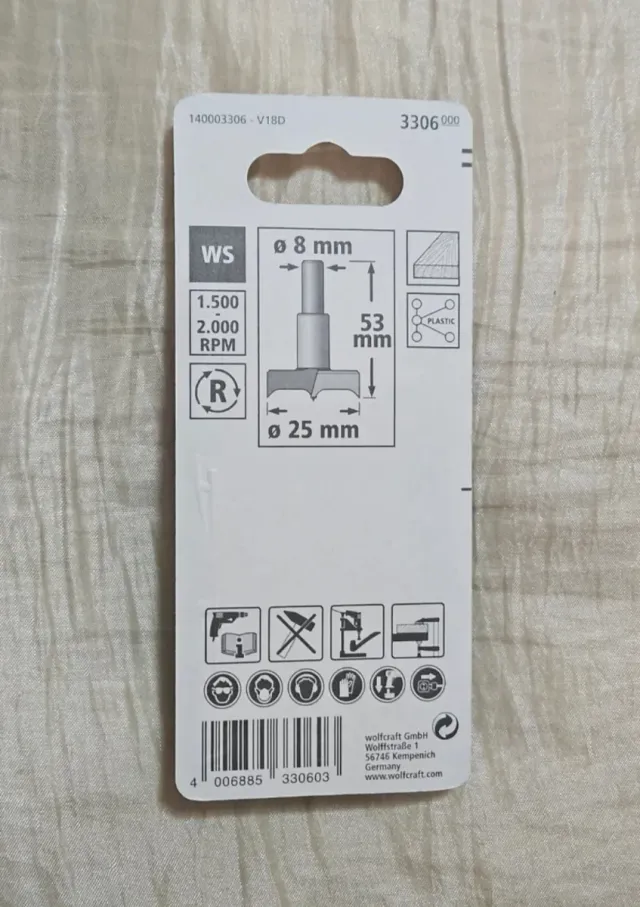 140003306 - V18D
3306 000
WS
1.500
-
2.000
RPM
R
ø 8 mm
53
mm
ø 25 mm
PLASTIC
i
4 006885 330603
wolfcraft GmbH
Wolffstraße 1
56746 Kempenich
Germany
www.wolfcraft.com